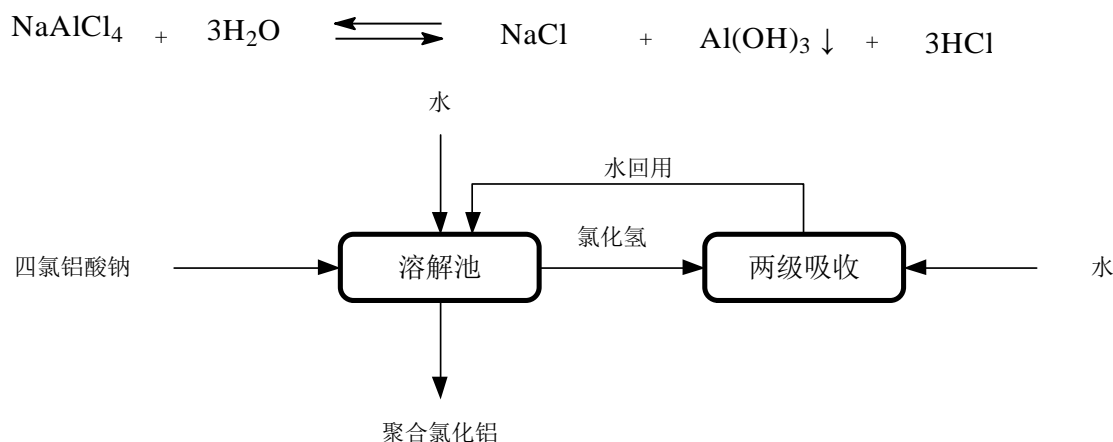 NaAlCl₄ + 3H₂O ⇌ NaCl + Al(OH)₃ ↓ + 3HCl
水
水回用
四氯铝酸钠
溶解池
氯化氢
两级吸收
水
聚合氯化铝